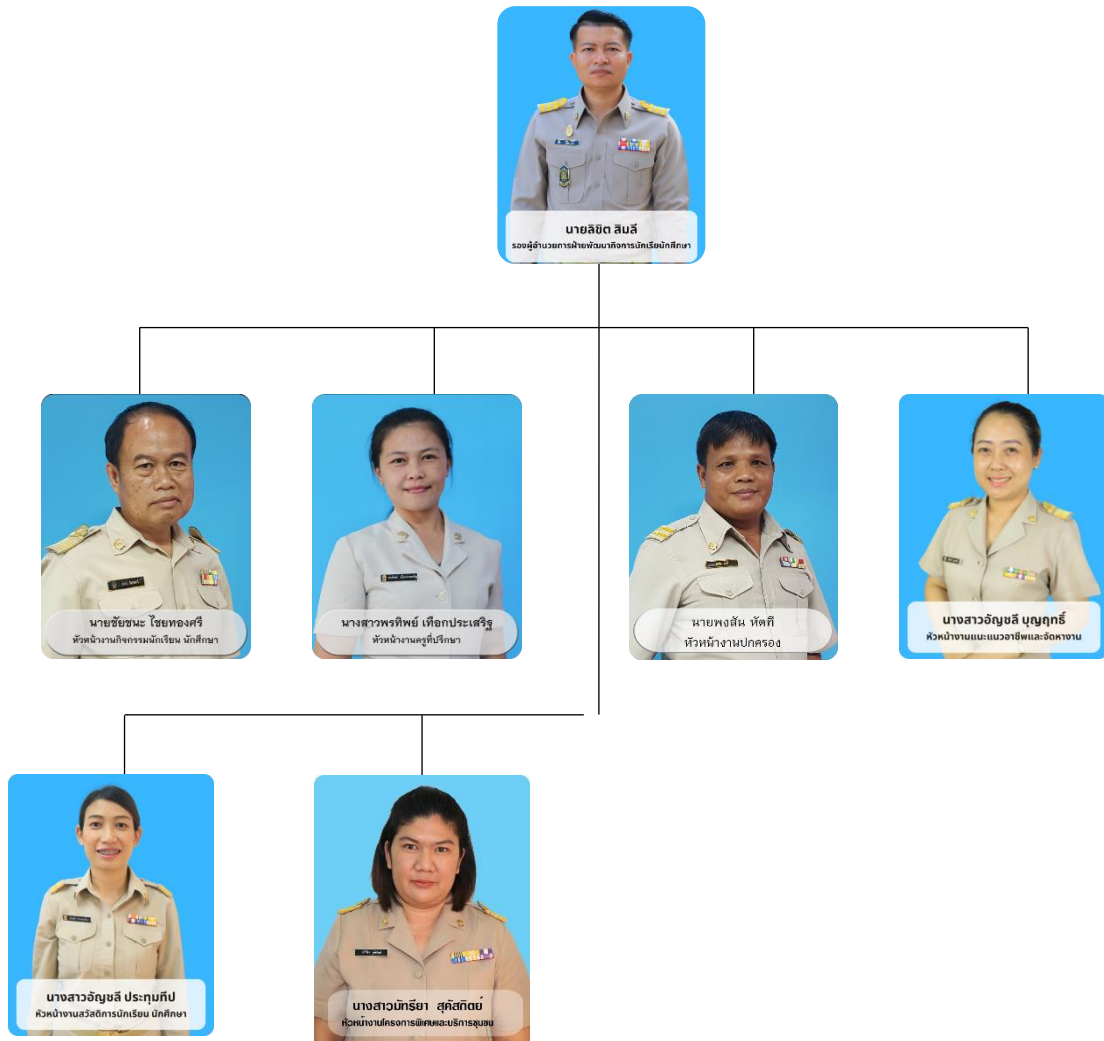 นายลิขิต สิมลี
รองผู้อำนวยการฝ่ายพัฒนากิจการนักเรียนนักศึกษา
นายชัยชนะ ไชยทองศรี
หัวหน้างานกิจกรรมนักเรียน นักศึกษา
นางสาวพรทิพย์ เทือกประเสริฐ
หัวหน้างานครูที่ปรึกษา
นายพงสัน หัตที
หัวหน้างานปกครอง
นางสาวอัญชลี บุญฤทธิ์
หัวหน้างานแนะแนวอาชีพและจัดหางาน
นางสาวอัญชลี ประทุมทีป
หัวหน้างานสวัสดิการนักเรียน นักศึกษา
นางสาวมัทรียา สุคัสถิตย์
หัวหน้างานโครงการพิเศษและบริการชุมชน